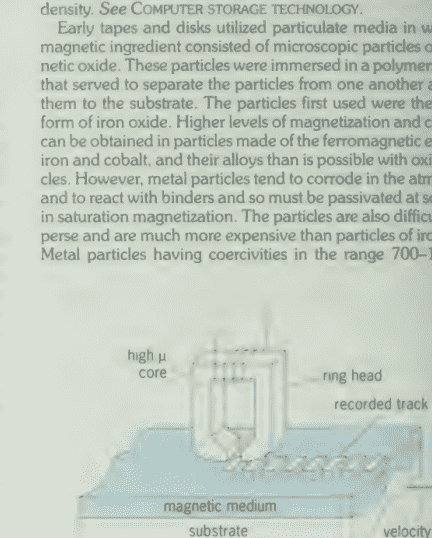 density. See COMPUTER STORAGE TECHNOLOGY.
Early tapes and disks utilized particulate media in
magnetic ingredient consisted of microscopic particles
netic oxide. These particles were immersed in a polymer
that served to separate the particles from one another
them to the substrate. The particles first used were the
form of iron oxide. Higher levels of magnetization and
can be obtained in particles made of the ferromagnetic
iron and cobalt, and their alloys than is possible with oxi
cles. However, metal particles tend to corrode in the atm
and to react with binders and so must be passivated at
in saturation magnetization. The particles are also difficu
perse and are much more expensive than particles of iro
Metal particles having coercivities in the range 700–1
high μ
core
ring head
recorded track
magnetic medium
substrate
velocity